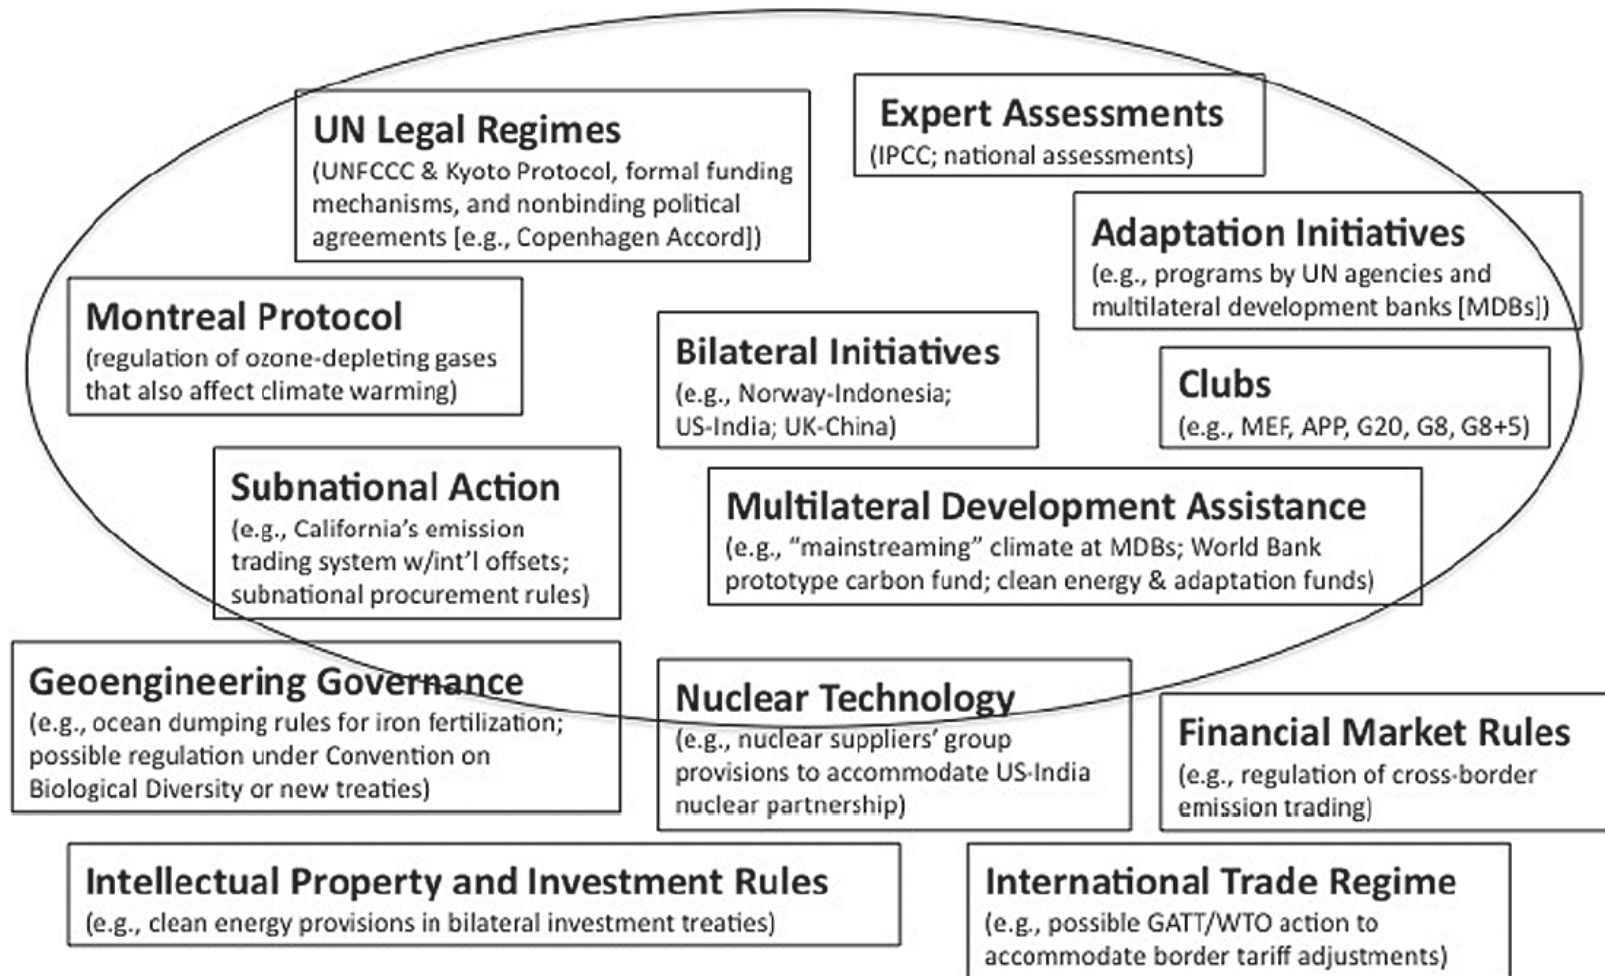 UN Legal Regimes
(UNFCCC & Kyoto Protocol, formal funding
mechanisms, and nonbinding political
agreements [e.g., Copenhagen Accord])
Expert Assessments
(IPCC; national assessments)
Adaptation Initiatives
(e.g., programs by UN agencies and
multilateral development banks [MDBs])
Montreal Protocol
(regulation of ozone-depleting gases
that also affect climate warming)
Bilateral Initiatives
(e.g., Norway-Indonesia;
US-India; UK-China)
Clubs
(e.g., MEF, APP, G20, G8, G8+5)
Subnational Action
(e.g., California’s emission
trading system w/int’l offsets;
subnational procurement rules)
Multilateral Development Assistance
(e.g., “mainstreaming” climate at MDBs; World Bank
prototype carbon fund; clean energy & adaptation funds)
Geoengineering Governance
(e.g., ocean dumping rules for iron fertilization;
possible regulation under Convention on
Biological Diversity or new treaties)
Nuclear Technology
(e.g., nuclear suppliers’ group
provisions to accommodate US-India
nuclear partnership)
Financial Market Rules
(e.g., regulation of cross-border
emission trading)
Intellectual Property and Investment Rules
(e.g., clean energy provisions in bilateral investment treaties)
International Trade Regime
(e.g., possible GATT/WTO action to
accommodate border tariff adjustments)